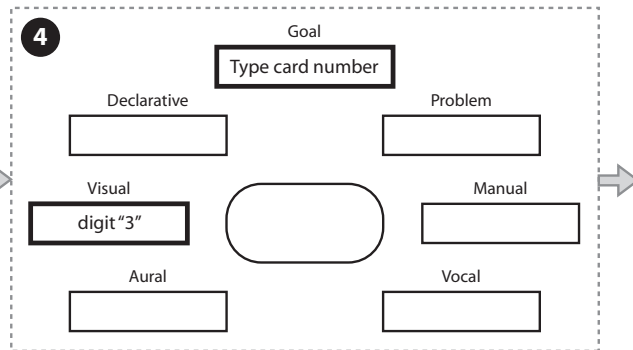 4
Goal
Type card number
Declarative
Problem
Visual
Manual
digit “3”
Aural
Vocal